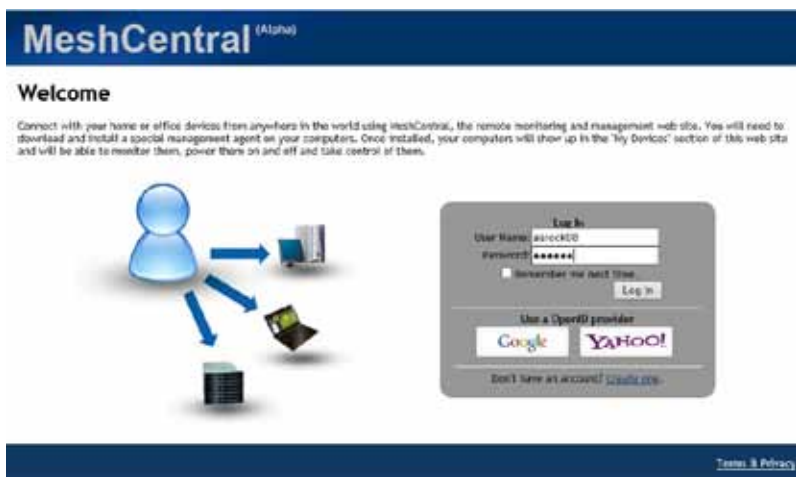 MeshCentral (Alpha)
Welcome
Connect with your home or office devices from anywhere in the world using MeshCentral, the remote monitoring and management web site. You will need to
download and install a special management agent on your computers. Once installed, your computers will show up in the 'My Devices' section of this web site
and will be able to monitor them, power them on and off and take control of them.
Log In
User Name: asrock00
Password: ●●●●●●
Remember me next time.
Log In
Use a OpenID provider
Google YAHOO!
Don't have an account? Create one.
Terms & Privacy